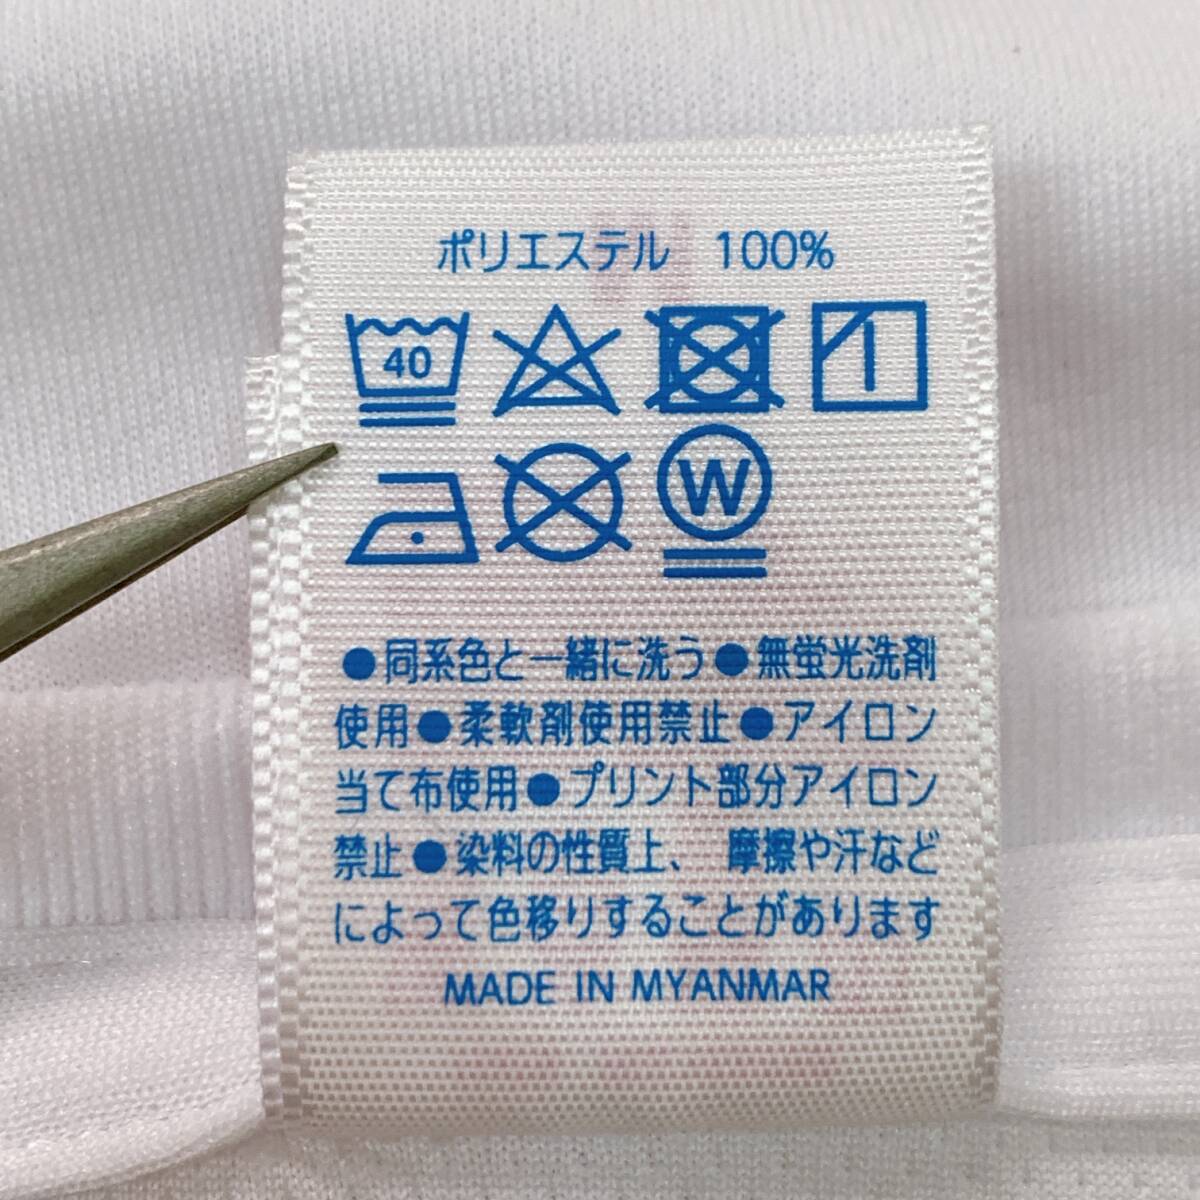 ポリエステル 100%
40
W
●同系色と一緒に洗う●無蛍光洗剤
使用●柔軟剤使用禁止●アイロン
当て布使用●プリント部分アイロン
禁止●染料の性質上、 摩擦や汗など
によって色移りすることがあります
MADE IN MYANMAR